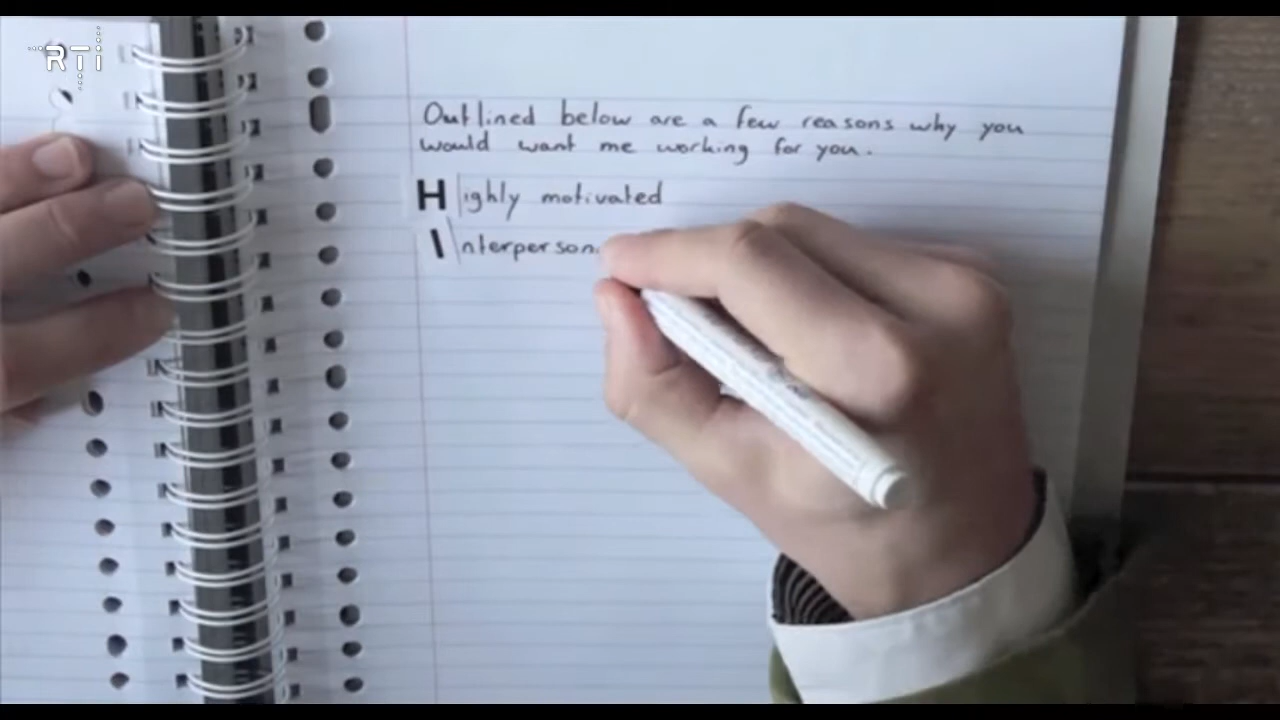 RTI
Outlined below are a few reasons why you
would want me working for you.
Highly motivated
Interperson